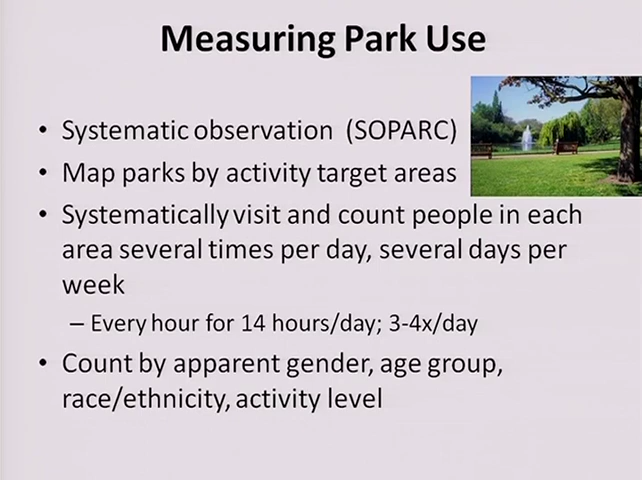 Measuring Park Use
• Systematic observation (SOPARC)
• Map parks by activity target areas
• Systematically visit and count people in each
area several times per day, several days per
week
– Every hour for 14 hours/day; 3-4x/day
• Count by apparent gender, age group,
race/ethnicity, activity level